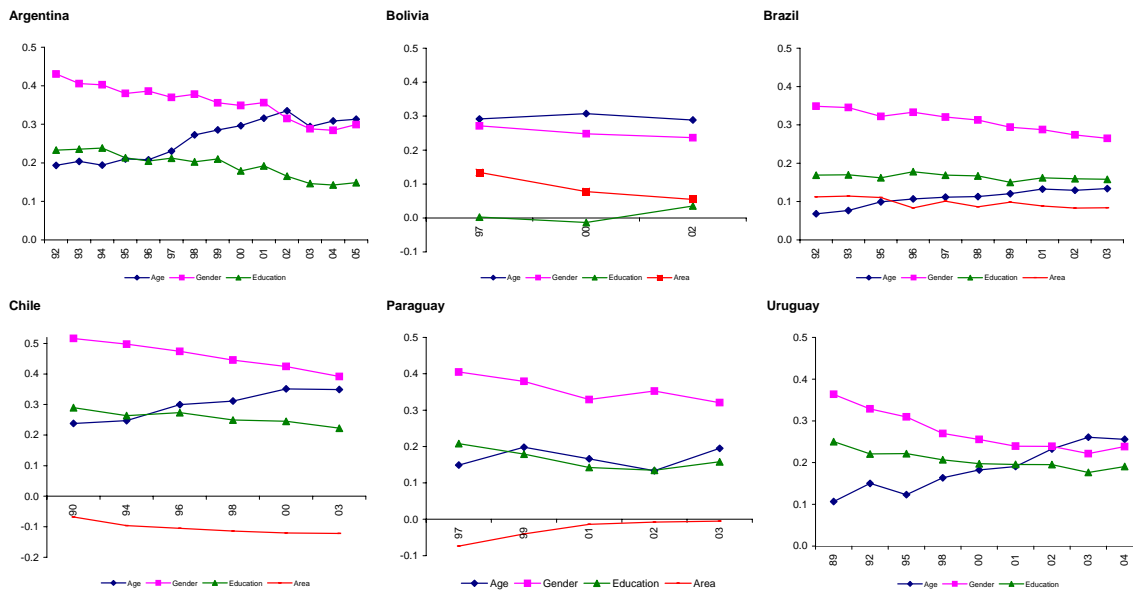 Argentina
0.5
0.4
0.3
0.2
0.1
0.0
92 93 94 95 96 97 98 99 00 01 02 03 04 05
Age Gender Education
Bolivia
0.5
0.4
0.3
0.2
0.1
0.0
-0.1
97 00 02
Age Gender Education Area
Brazil
0.5
0.4
0.3
0.2
0.1
0.0
92 93 95 96 97 98 99 01 02 03
Age Gender Education Area
Chile
0.5
0.4
0.3
0.2
0.1
0.0
-0.1
-0.2
90 94 96 98 00 03
Age Gender Education Area
Paraguay
0.5
0.4
0.3
0.2
0.1
0.0
-0.1
97 99 01 02 03
Age Gender Education Area
Uruguay
0.5
0.4
0.3
0.2
0.1
0.0
89 92 95 98 00 01 02 03 04
Age Gender Education